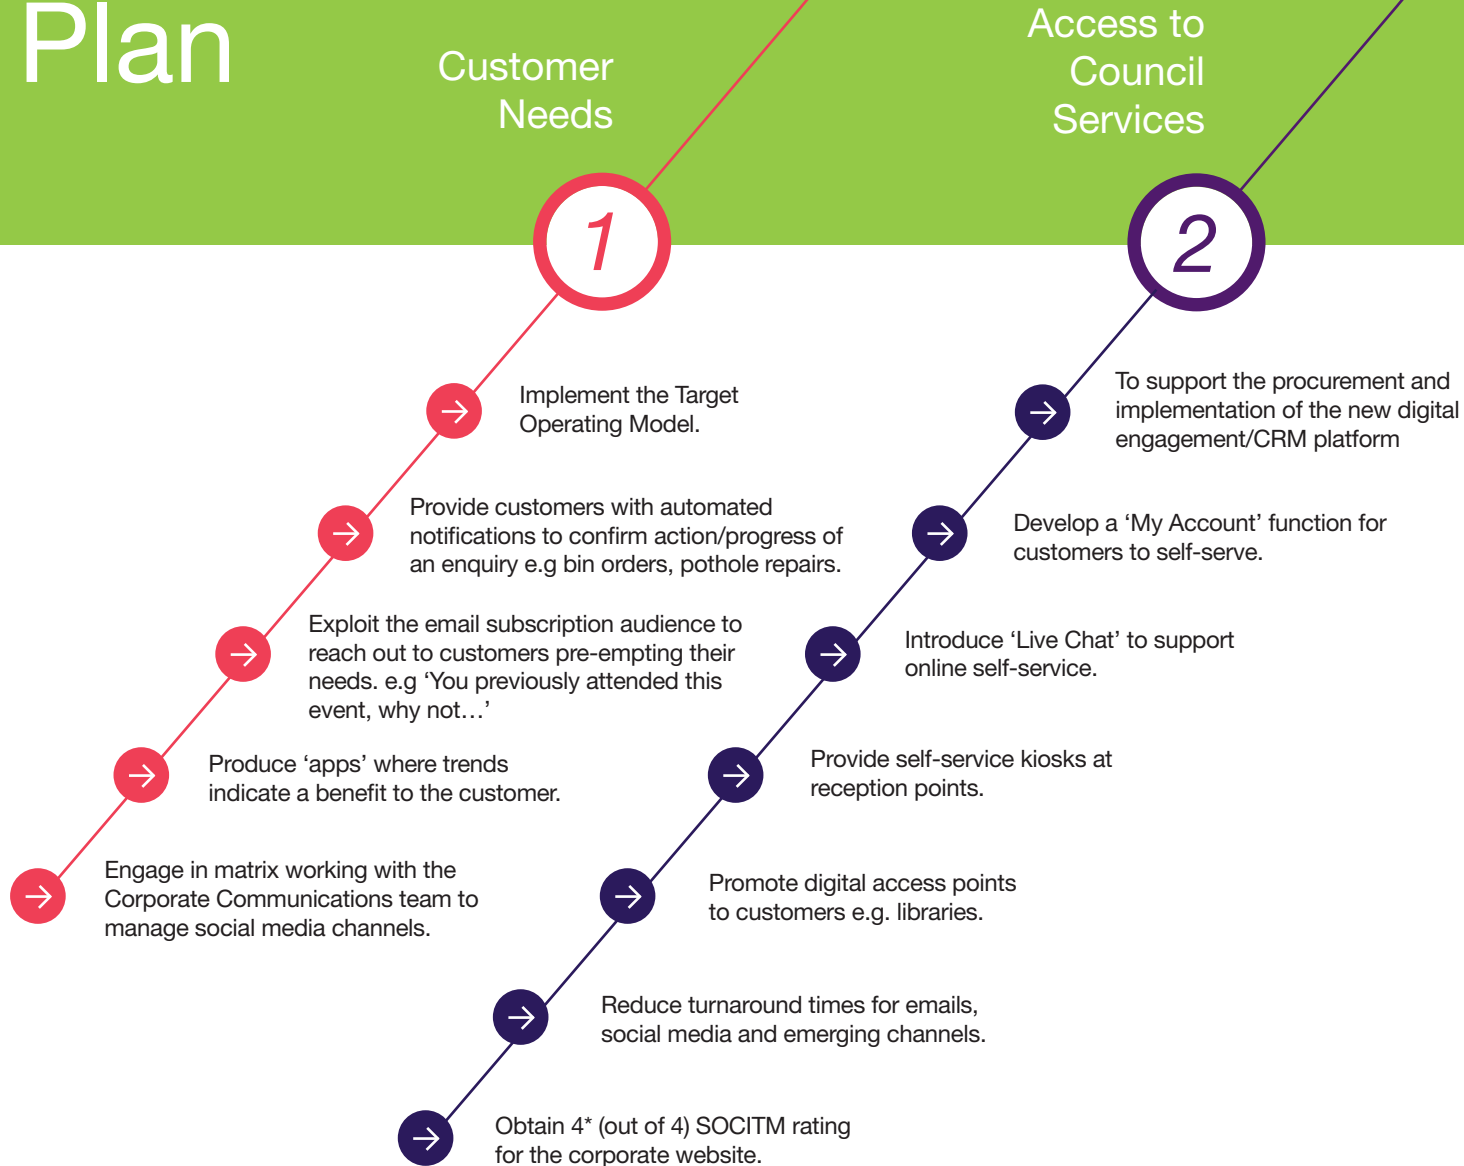 Plan
Customer
Needs
1
Implement the Target
Operating Model.
Provide customers with automated
notifications to confirm action/progress of
an enquiry e.g bin orders, pothole repairs.
Exploit the email subscription audience to
reach out to customers pre-empting their
needs. e.g ‘You previously attended this
event, why not…’
Produce ‘apps’ where trends
indicate a benefit to the customer.
Engage in matrix working with the
Corporate Communications team to
manage social media channels.
Access to
Council
Services
2
To support the procurement and
implementation of the new digital
engagement/CRM platform
Develop a ‘My Account’ function for
customers to self-serve.
Introduce ‘Live Chat’ to support
online self-service.
Provide self-service kiosks at
reception points.
Promote digital access points
to customers e.g. libraries.
Reduce turnaround times for emails,
social media and emerging channels.
Obtain 4* (out of 4) SOCITM rating
for the corporate website.